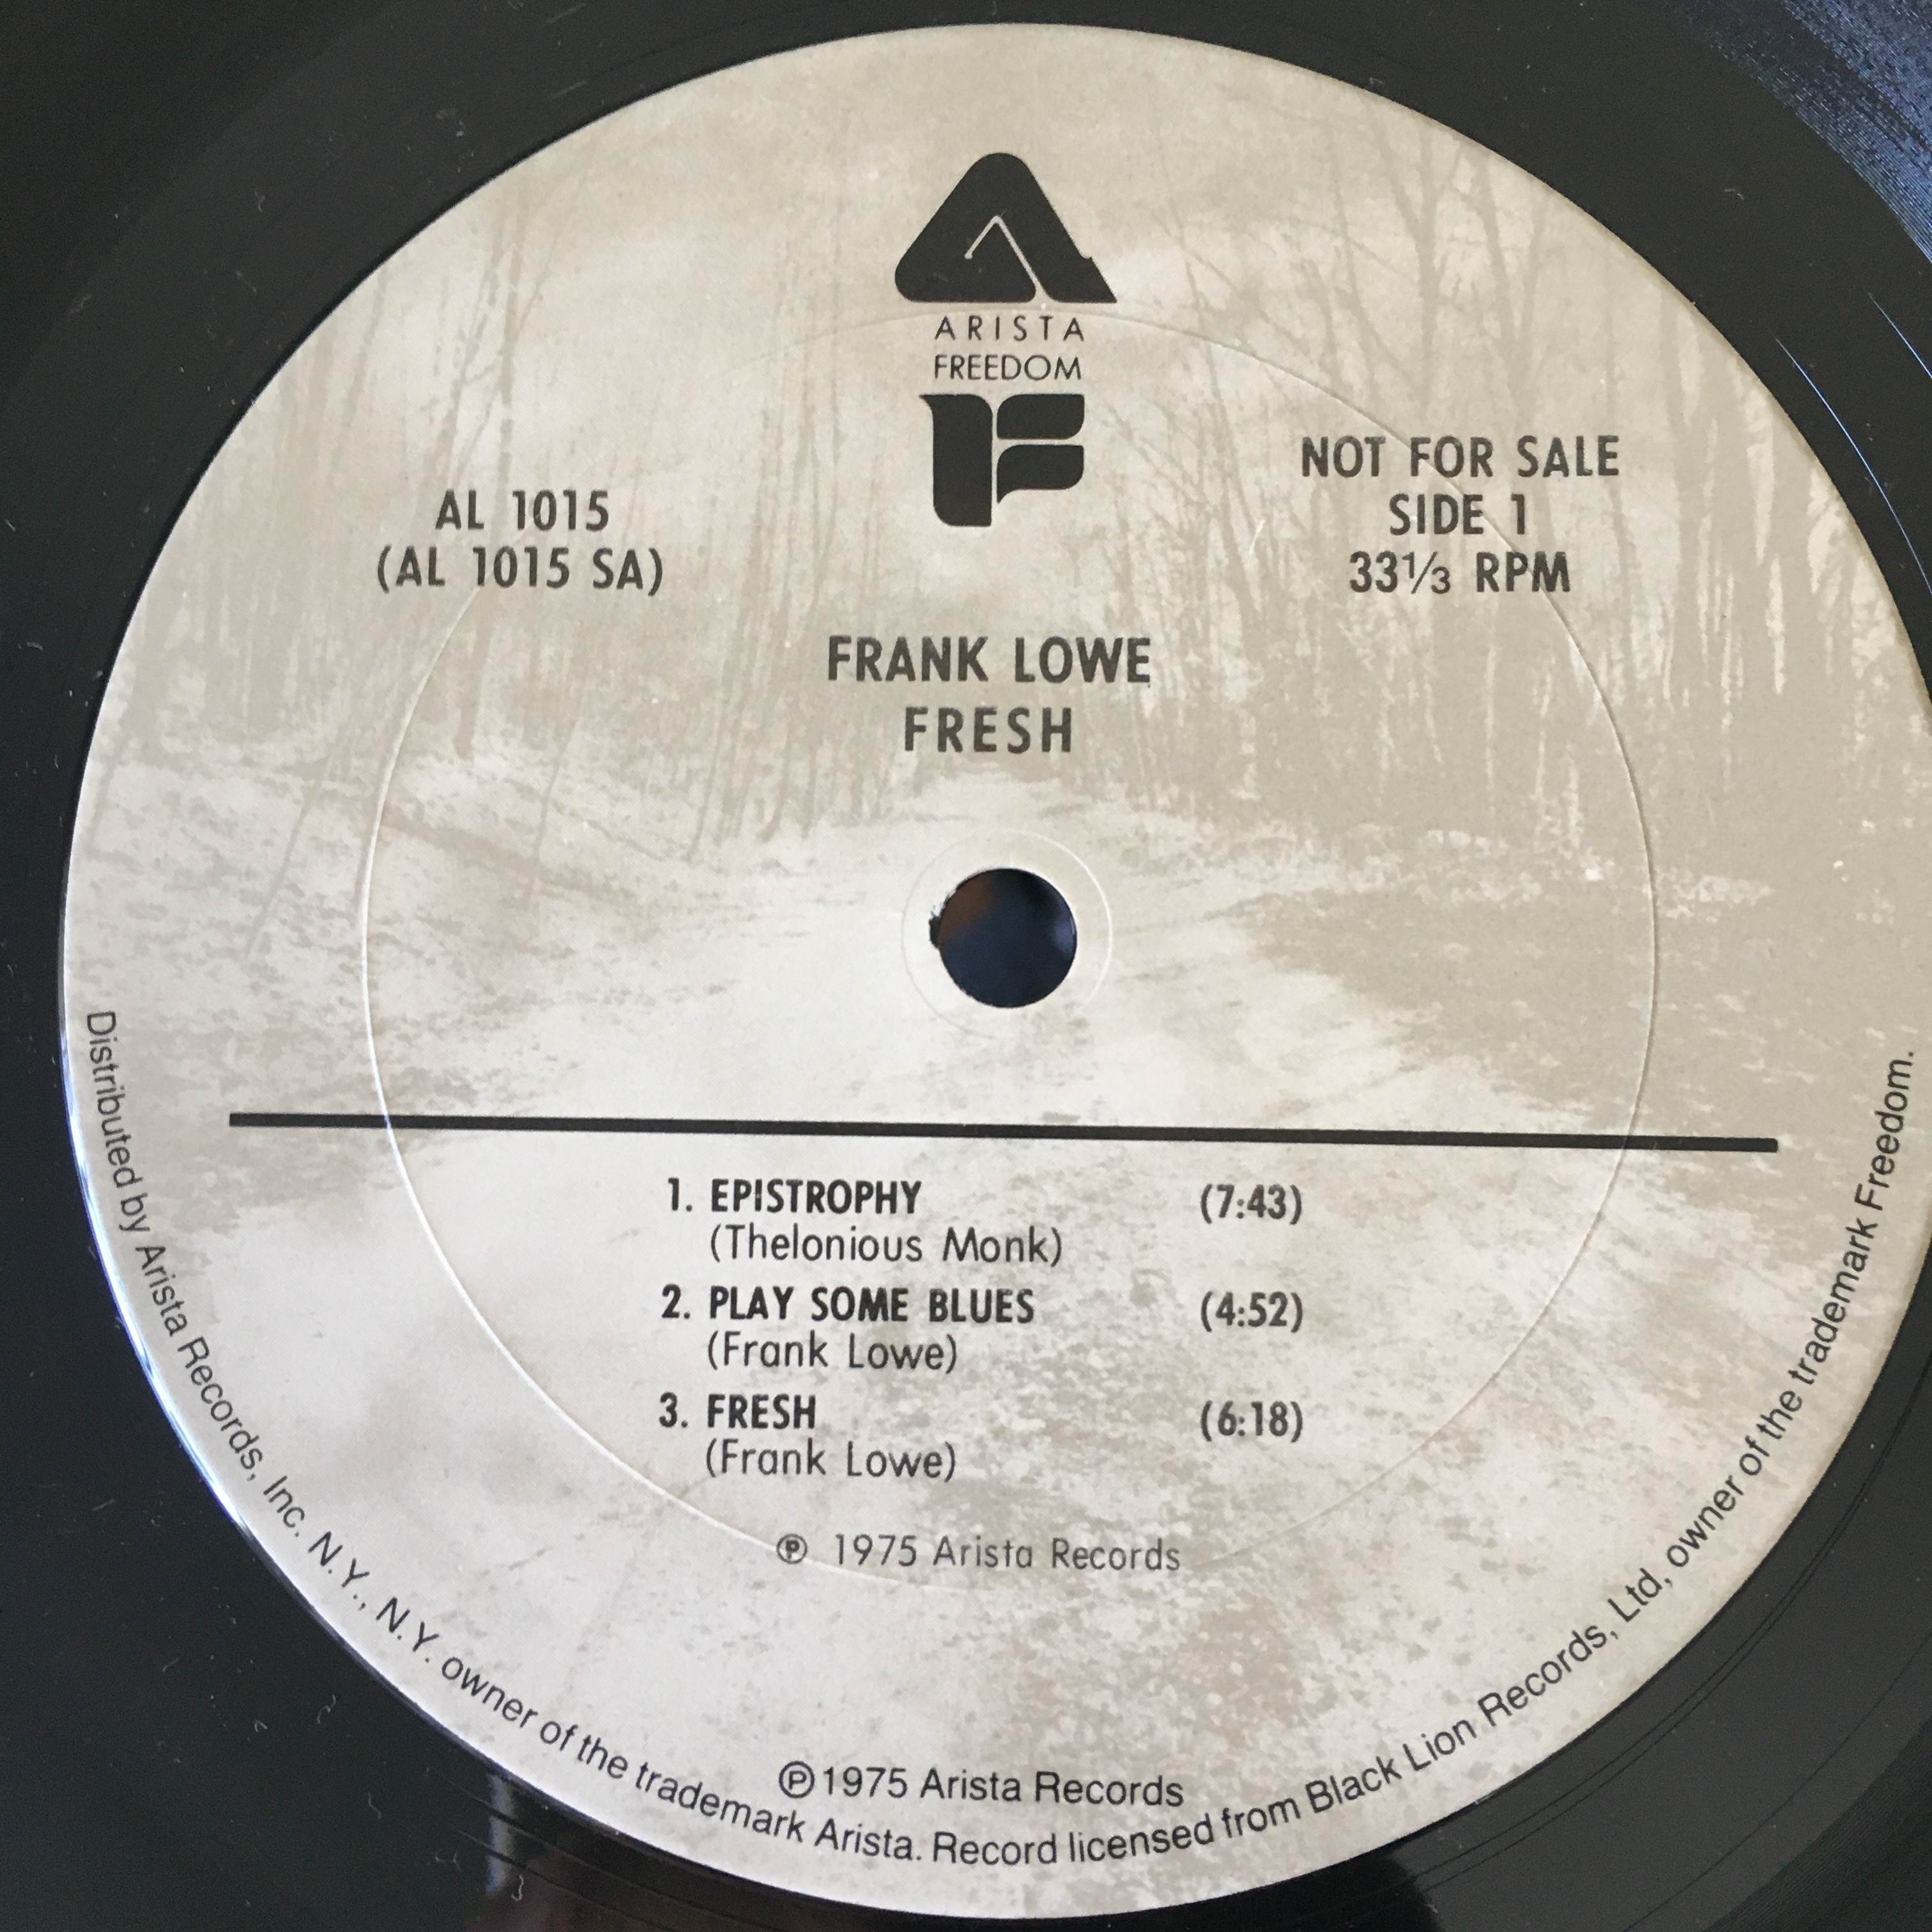 ARISTA
FREEDOM
F
AL 1015
(AL 1015 SA)
NOT FOR SALE
SIDE 1
33⅓ RPM
FRANK LOWE
FRESH
1. EPISTROPHY (7:43)
(Thelonious Monk)
2. PLAY SOME BLUES (4:52)
(Frank Lowe)
3. FRESH (6:18)
(Frank Lowe)
℗ 1975 Arista Records
℗1975 Arista Records
Distributed by Arista Records, Inc. N.Y., N.Y. owner of the trademark Arista. Record licensed from Black Lion Records, Ltd, owner of the trademark Freedom.